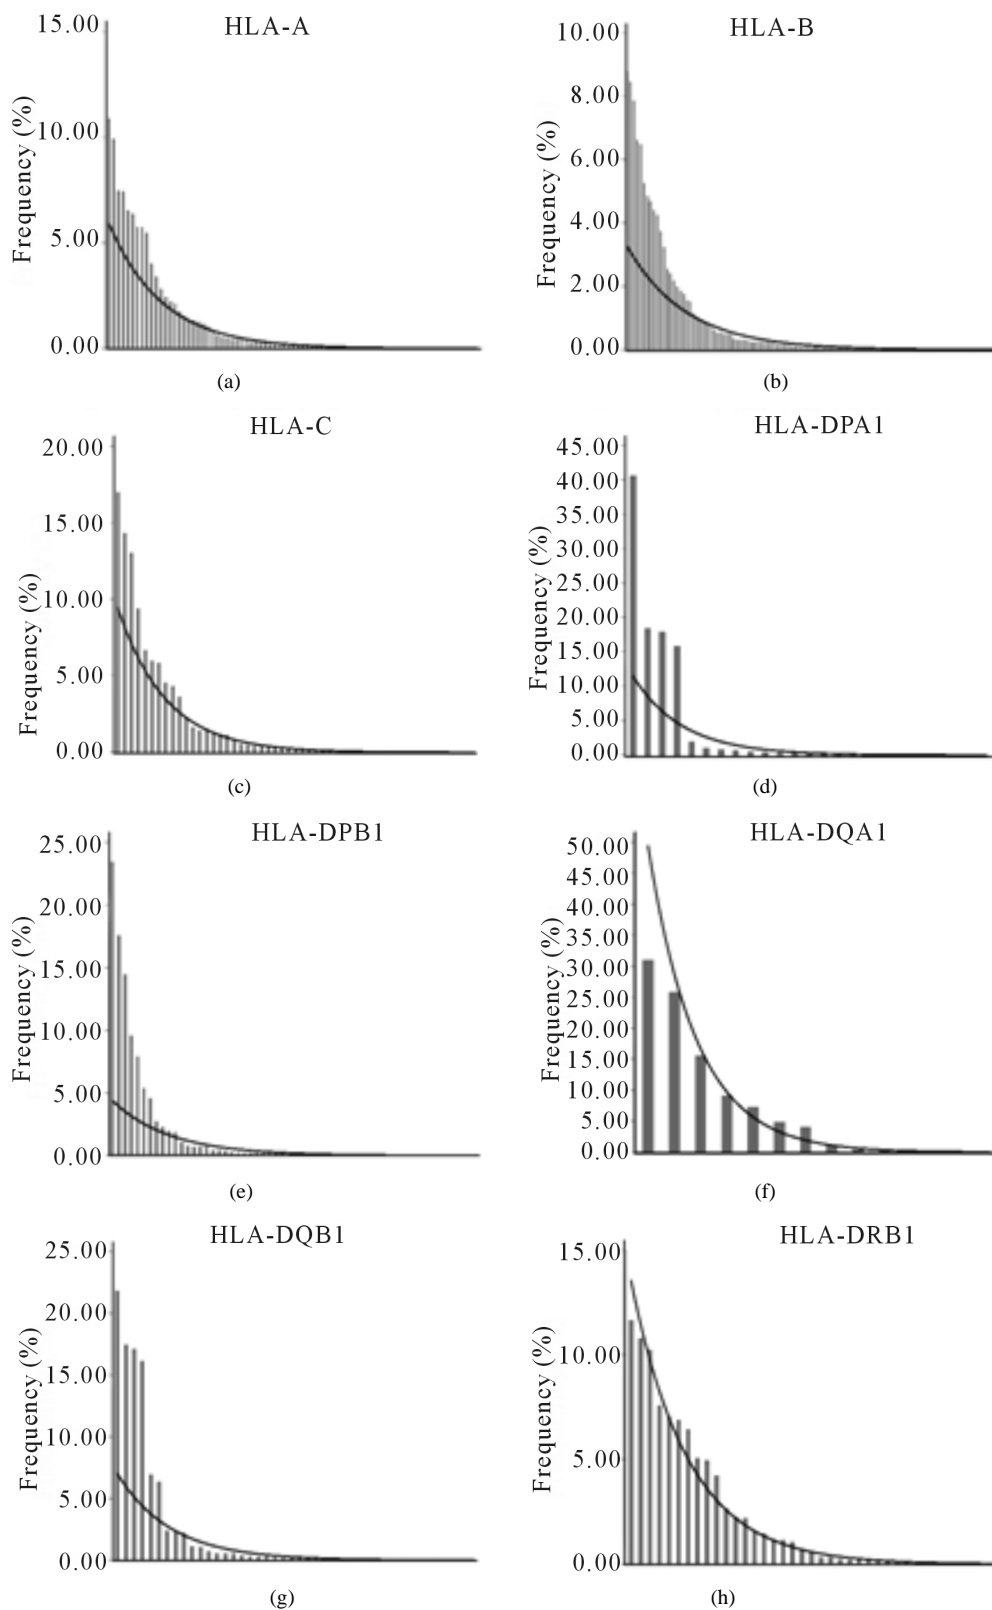 HLA-A
Frequency (%)
15.00
10.00
5.00
0.00
(a)
HLA-B
Frequency (%)
10.00
8.00
6.00
4.00
2.00
0.00
(b)
HLA-C
Frequency (%)
20.00
15.00
10.00
5.00
0.00
(c)
HLA-DPA1
Frequency (%)
45.00
40.00
35.00
30.00
25.00
20.00
15.00
10.00
5.00
0.00
(d)
HLA-DPB1
Frequency (%)
25.00
20.00
15.00
10.00
5.00
0.00
(e)
HLA-DQA1
Frequency (%)
50.00
45.00
40.00
35.00
30.00
25.00
20.00
15.00
10.00
5.00
0.00
(f)
HLA-DQB1
Frequency (%)
25.00
20.00
15.00
10.00
5.00
0.00
(g)
HLA-DRB1
Frequency (%)
15.00
10.00
5.00
0.00
(h)